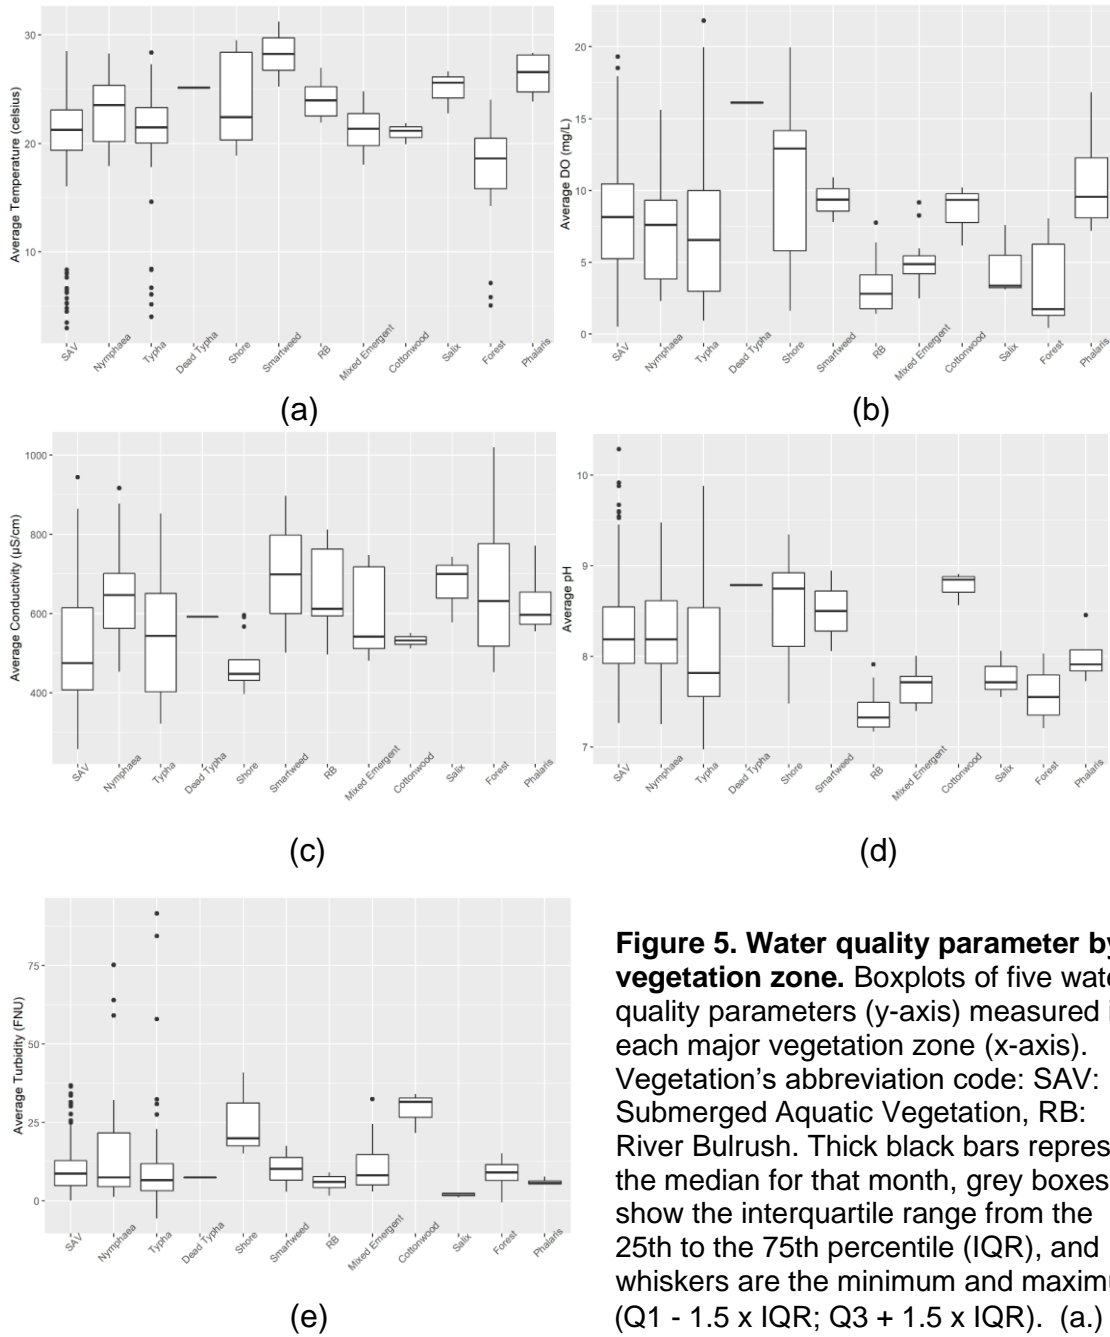 Average Temperature (celsius)
30
20
10
SAV
Nymphaea
Typha
Dead Typha
Shore
Smartweed
RB
Mixed Emergent
Cottonwood
Salix
Forest
Phalaris
(a)
Average DO (mg/L)
20
15
10
5
0
SAV
Nymphaea
Typha
Dead Typha
Shore
Smartweed
RB
Mixed Emergent
Cottonwood
Salix
Forest
Phalaris
(b)
Average Conductivity (µS/cm)
1000
800
600
400
SAV
Nymphaea
Typha
Dead Typha
Shore
Smartweed
RB
Mixed Emergent
Cottonwood
Salix
Forest
Phalaris
(c)
Average pH
10
9
8
7
SAV
Nymphaea
Typha
Dead Typha
Shore
Smartweed
RB
Mixed Emergent
Cottonwood
Salix
Forest
Phalaris
(d)
Average Turbidity (FNU)
75
50
25
0
SAV
Nymphaea
Typha
Dead Typha
Shore
Smartweed
RB
Mixed Emergent
Cottonwood
Salix
Forest
Phalaris
(e)
Figure 5. Water quality parameter by
vegetation zone. Boxplots of five wate
quality parameters (y-axis) measured i
each major vegetation zone (x-axis).
Vegetation's abbreviation code: SAV:
Submerged Aquatic Vegetation, RB:
River Bulrush. Thick black bars repres
the median for that month, grey boxes
show the interquartile range from the
25th to the 75th percentile (IQR), and
whiskers are the minimum and maximu
(Q1 - 1.5 x IQR; Q3 + 1.5 x IQR). (a.)